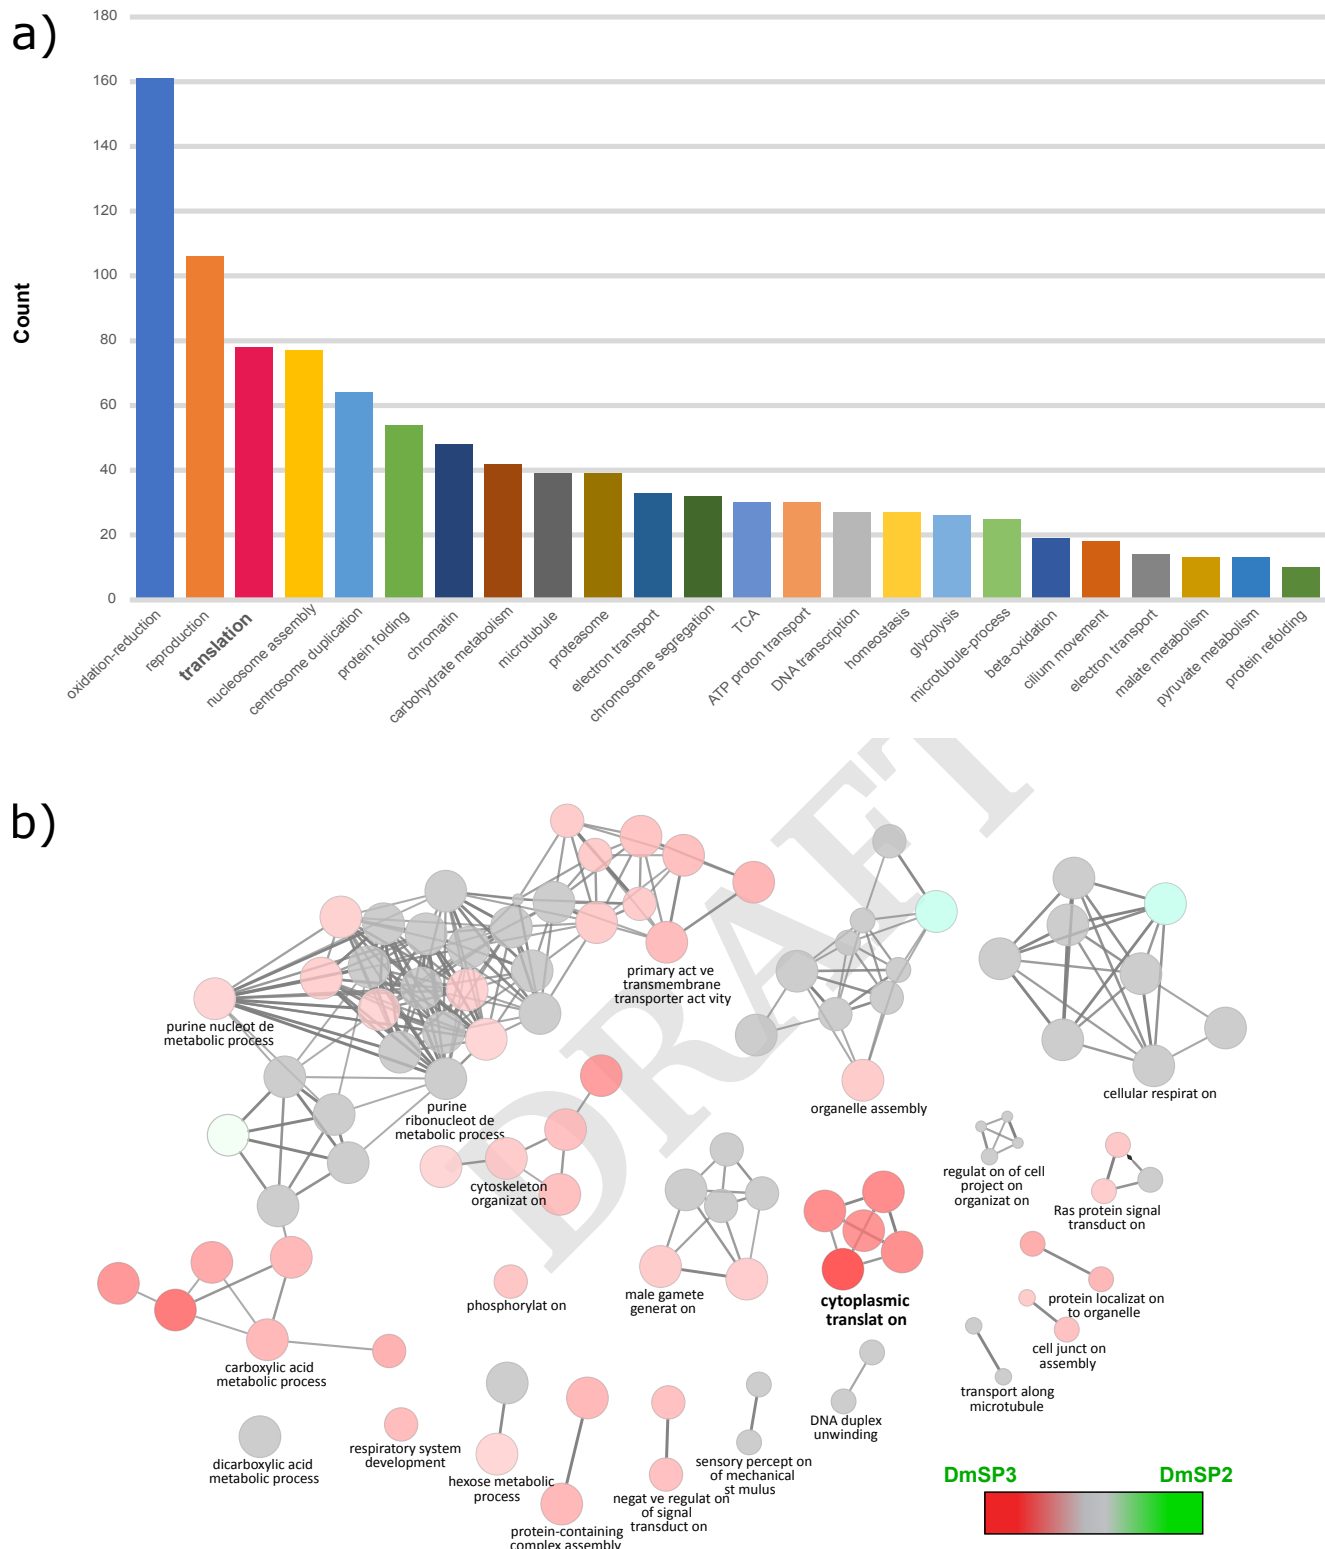 a)
180
160
140
120
100
80
60
40
20
0
Count
oxidation-reduction
reproduction
translation
nucleosome assembly
centrosome duplication
protein folding
chromatin
carbohydrate metabolism
microtubule
proteasome
electron transport
chromosome segregation
TCA
ATP proton transport
DNA transcription
homeostasis
glycolysis
microtubule-process
beta-oxidation
cilium movement
electron transport
malate metabolism
pyruvate metabolism
protein refolding
DRAFT
b)
primary act ve
transmembrane
transporter act vity
purine nucleot de
metabolic process
purine
ribonucleot de
metabolic process
organelle assembly
cellular respirat on
cytoskeleton
organizat on
regulat on of cell
project on
organizat on
Ras protein signal
transduct on
phosphorylat on
male gamete
generat on
cytoplasmic
translat on
protein localizat on
to organelle
cell junct on
assembly
carboxylic acid
metabolic process
transport along
microtubule
DNA duplex
unwinding
dicarboxylic acid
metabolic process
respiratory system
development
hexose metabolic
process
sensory percept on
of mechanical
st mulus
negat ve regulat on
of signal
transduct on
protein-containing
complex assembly
DmSP3
DmSP2